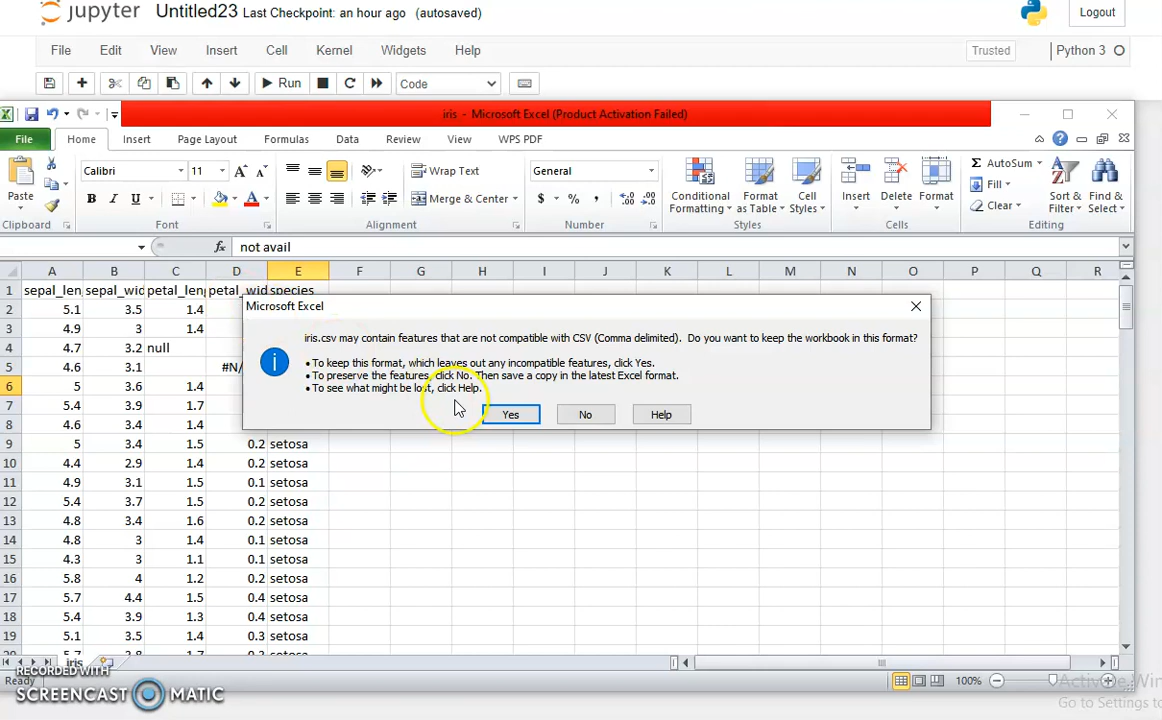 jupyter Untitled23 Last Checkpoint: an hour ago (autosaved) Logout
File Edit View Insert Cell Kernel Widgets Help Trusted Python 3
Run Code
iris - Microsoft Excel (Product Activation Failed)
File Home Insert Page Layout Formulas Data Review View WPS PDF
Paste Calibri 11 Wrap Text General Conditional Formatting Format as Table Cell Styles Insert Delete Format AutoSum Sort & Filter Find & Select
B I U Merge & Center $ % , Fill
Clear
Clipboard Font Alignment Number Styles Cells Editing
fx not avail
A B C D E F G H I J K L M N O P Q R
1 sepal_len sepal_wid petal_len petal_wid species
2 5.1 3.5 1.4
3 4.9 3 1.4
4 4.7 3.2 null
5 4.6 3.1 #N/
6 5 3.6 1.4
7 5.4 3.9 1.7
8 4.6 3.4 1.4
9 5 3.4 1.5 0.2 setosa
10 4.4 2.9 1.4 0.2 setosa
11 4.9 3.1 1.5 0.1 setosa
12 5.4 3.7 1.5 0.2 setosa
13 4.8 3.4 1.6 0.2 setosa
14 4.8 3 1.4 0.1 setosa
15 4.3 3 1.1 0.1 setosa
16 5.8 4 1.2 0.2 setosa
17 5.7 4.4 1.5 0.4 setosa
18 5.4 3.9 1.3 0.4 setosa
19 5.1 3.5 1.4 0.3 setosa
Microsoft Excel
iris.csv may contain features that are not compatible with CSV (Comma delimited). Do you want to keep the workbook in this format?
• To keep this format, which leaves out any incompatible features, click Yes.
• To preserve the features, click No. Then save a copy in the latest Excel format.
• To see what might be lost, click Help.
Yes No Help
iris
Ready 100%
RECORDED WITH
SCREENCAST MATIC
Activate Win
Go to Settings to